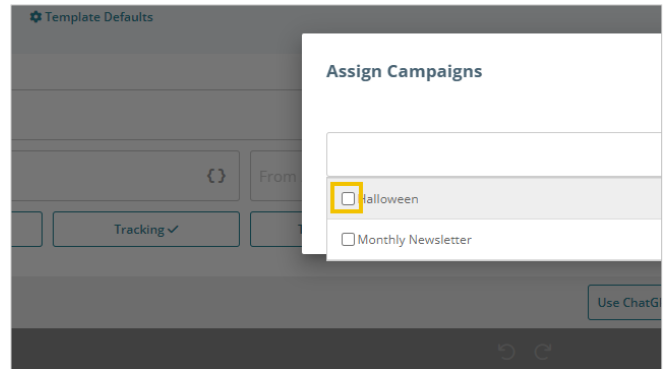 Template Defaults
Assign Campaigns
{}
From
Halloween
Tracking ✓
Monthly Newsletter
Use ChatG